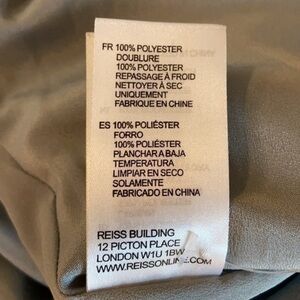 FR 100% POLYESTER
DOUBLURE
100% POLYESTER
REPASSAGE À FROID
NETTOYER À SEC
UNIQUEMENT
FABRIQUE EN CHINE
ES 100% POLIÉSTER
FORRO
100% POLIÉSTER
PLANCHAR A BAJA
TEMPERATURA
LIMPIAR EN SECO
SOLAMENTE
FABRICADO EN CHINA
REISS BUILDING
12 PICTON PLACE
LONDON W1U 1BW
WWW.REISSONLINE.COM